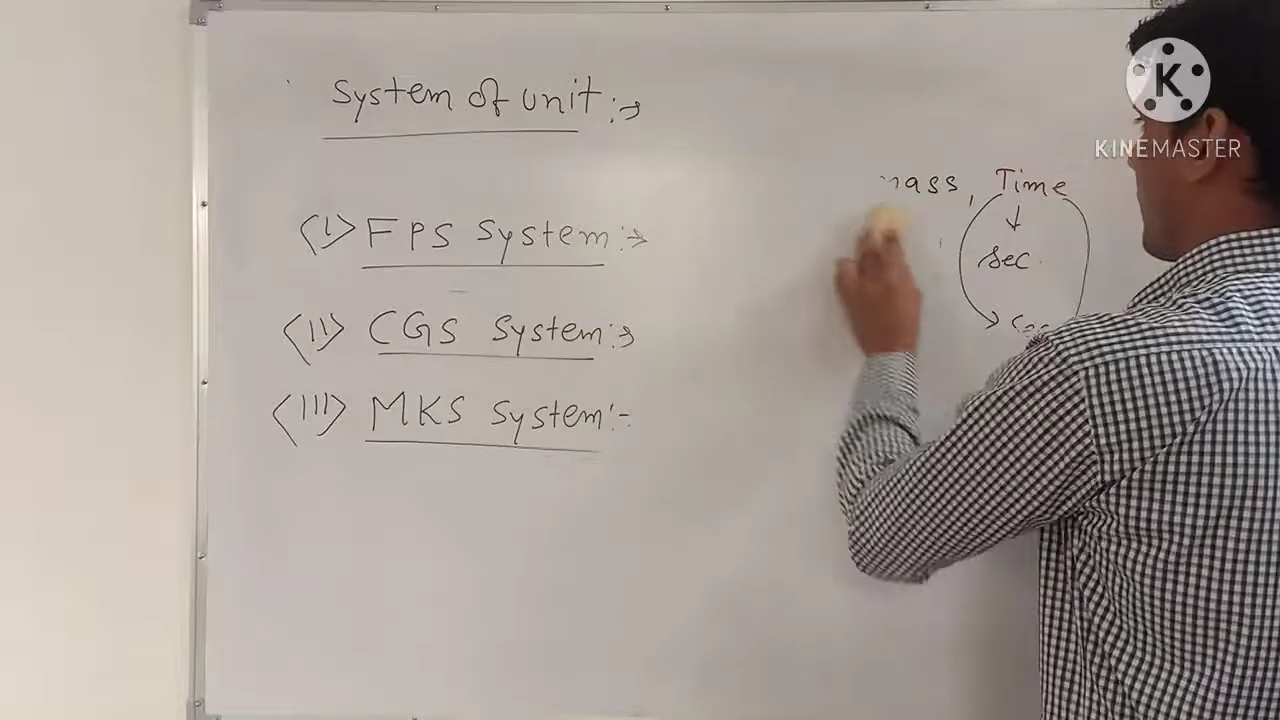 System of unit :→
<I> FPS System :→
<II> CGS System :→
<III> MKS System :-
mass, Time
↓
Sec.
K
KINEMASTER